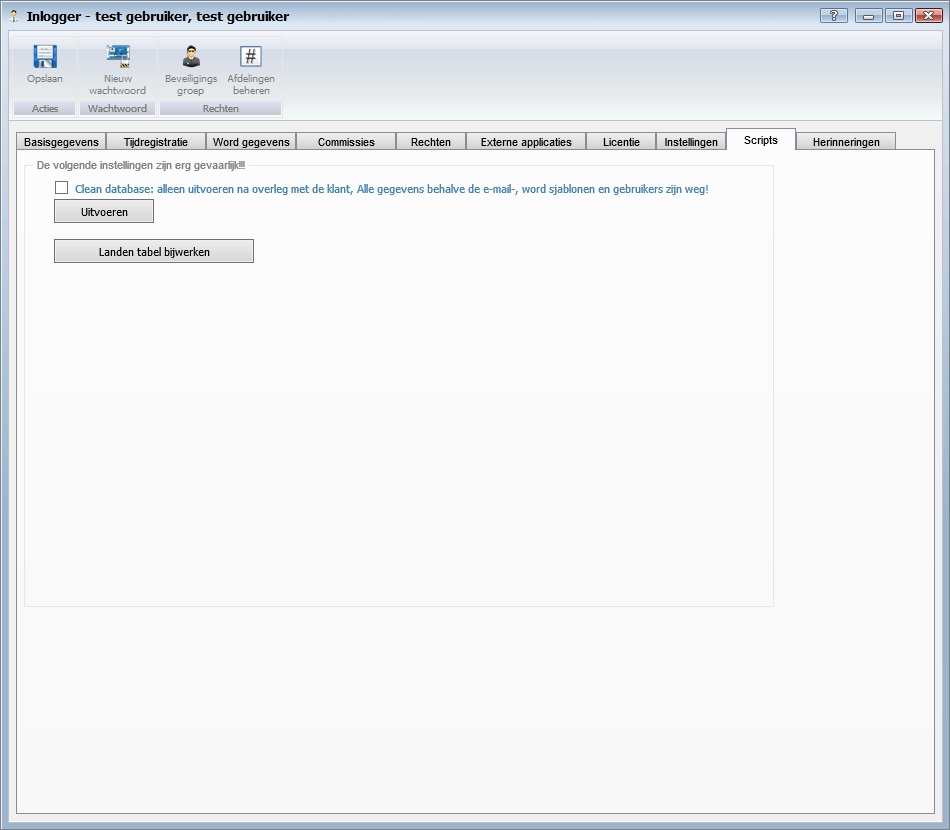 Inlogger - test gebruiker, test gebruiker
?
Opslaan
Nieuw
wachtwoord
Beveiligings
groep
#
Afdelingen
beheren
Acties
Wachtwoord
Rechten
Basisgegevens
Tijdregistratie
Word gegevens
Commissies
Rechten
Externe applicaties
Licentie
Instellingen
Scripts
Herinneringen
De volgende instellingen zijn erg gevaarlijk!!!
Clean database: alleen uitvoeren na overleg met de klant, Alle gegevens behalve de e-mail-, word sjablonen en gebruikers zijn weg!
Uitvoeren
Landen tabel bijwerken